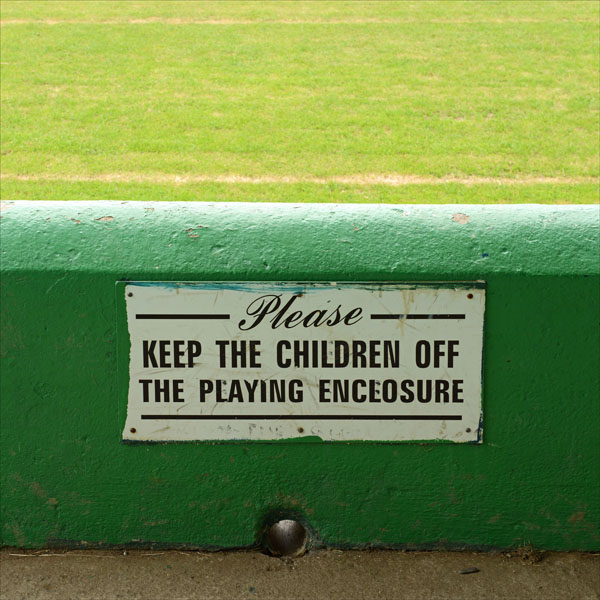 Please
KEEP THE CHILDREN OFF
THE PLAYING ENCLOSURE